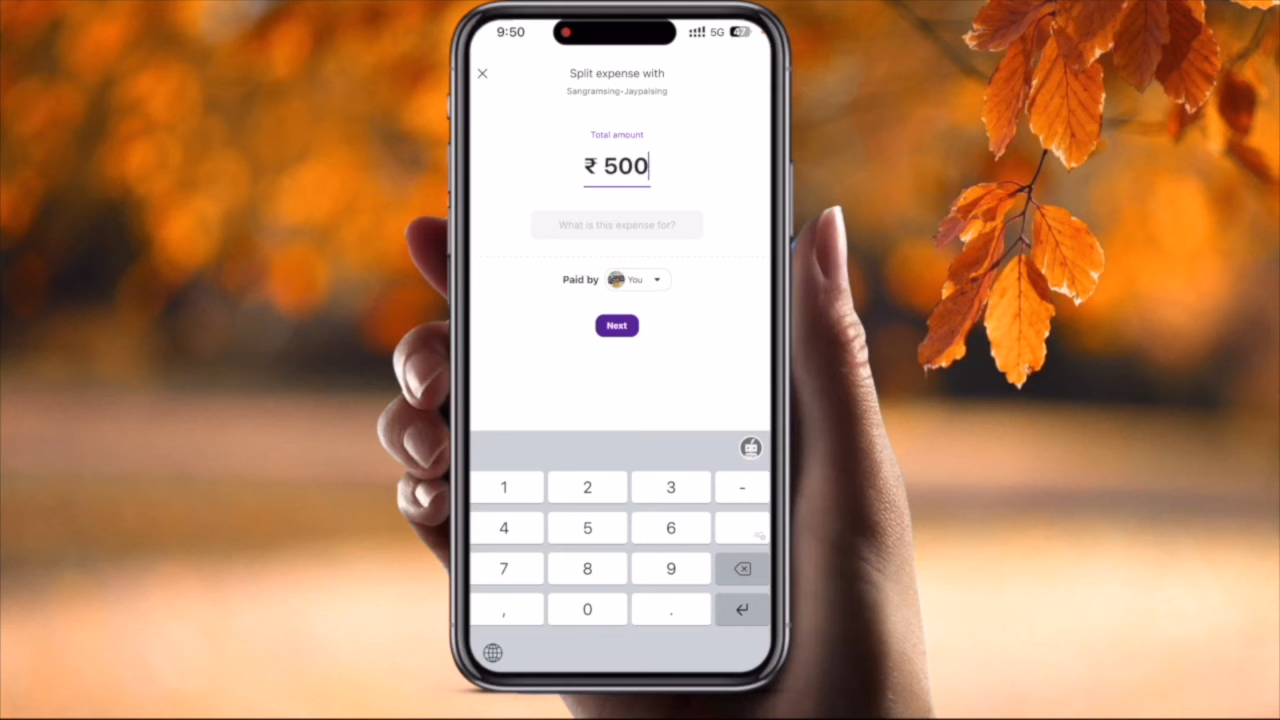 9:50
5G 47
Split expense with
Sangramsing-Jaypalsing
Total amount
₹ 500
What is this expense for?
Paid by You
Next
1 2 3 -
4 5 6
7 8 9
, 0 .